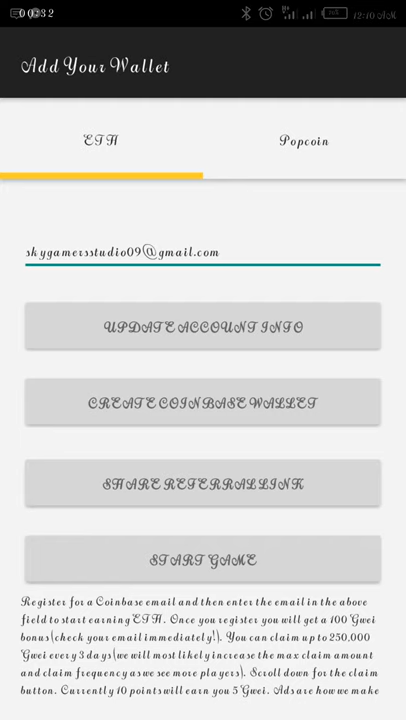 00:32
12:10 AM
Add Your Wallet
ETH
Popcoin
skygamersstudio09@gmail.com
UPDATE ACCOUNT INFO
CREATE COINBASE WALLET
SHARE REFERRAL LINK
START GAME
Register for a Coinbase email and then enter the email in the above
field to start earning ETH. Once you register you will get a 100 Gwei
bonus(check your email immediately!). You can claim up to 250,000
Gwei every 3 days(we will most likely increase the max claim amount
and claim frequency as we see more players). Scroll down for the claim
button. Currently 10 points will earn you 5 Gwei. Ads are how we make